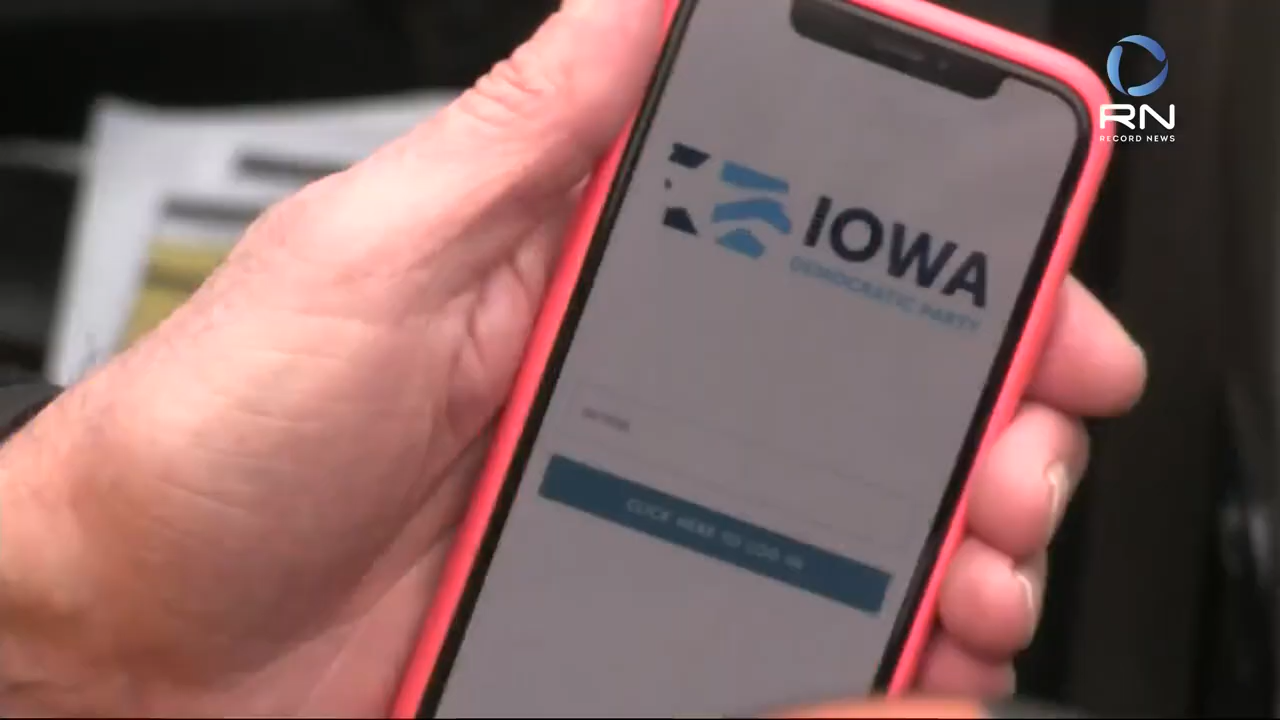 RN
RECORD NEWS
IOWA
DEMOCRATIC PARTY
CLICK HERE TO LOG IN